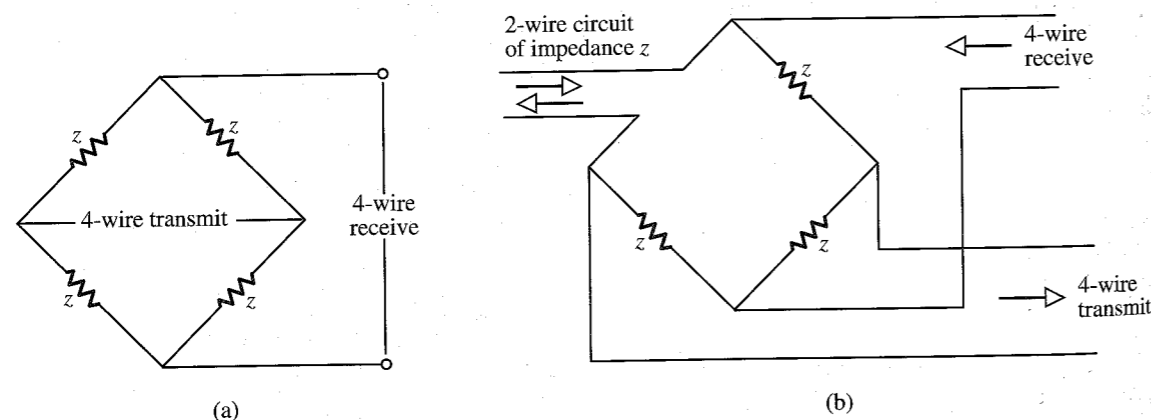 z
z
4-wire transmit
z
z
4-wire
receive
(a)
2-wire circuit
of impedance z
z
4-wire
receive
z
z
4-wire
transmit
(b)